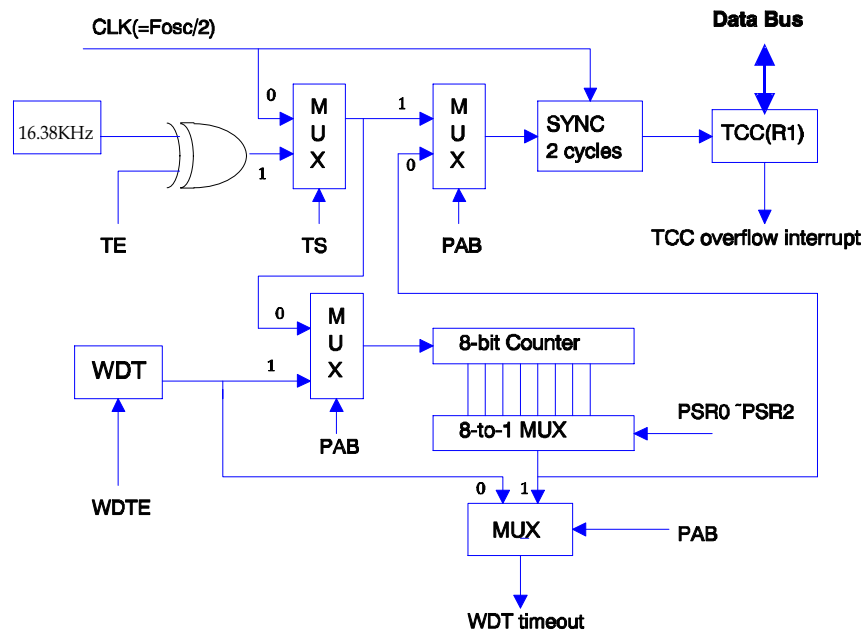 CLK(=Fosc/2)
Data Bus
0
M
U
X
1
M
U
X
SYNC
2 cycles
TCC(R1)
16.38KHz
1
0
TE
TS
PAB
TCC overflow interrupt
0
M
U
X
8-bit Counter
WDT
1
PSR0 ~PSR2
8-to-1 MUX
PAB
WDTE
0
1
MUX
PAB
WDT timeout